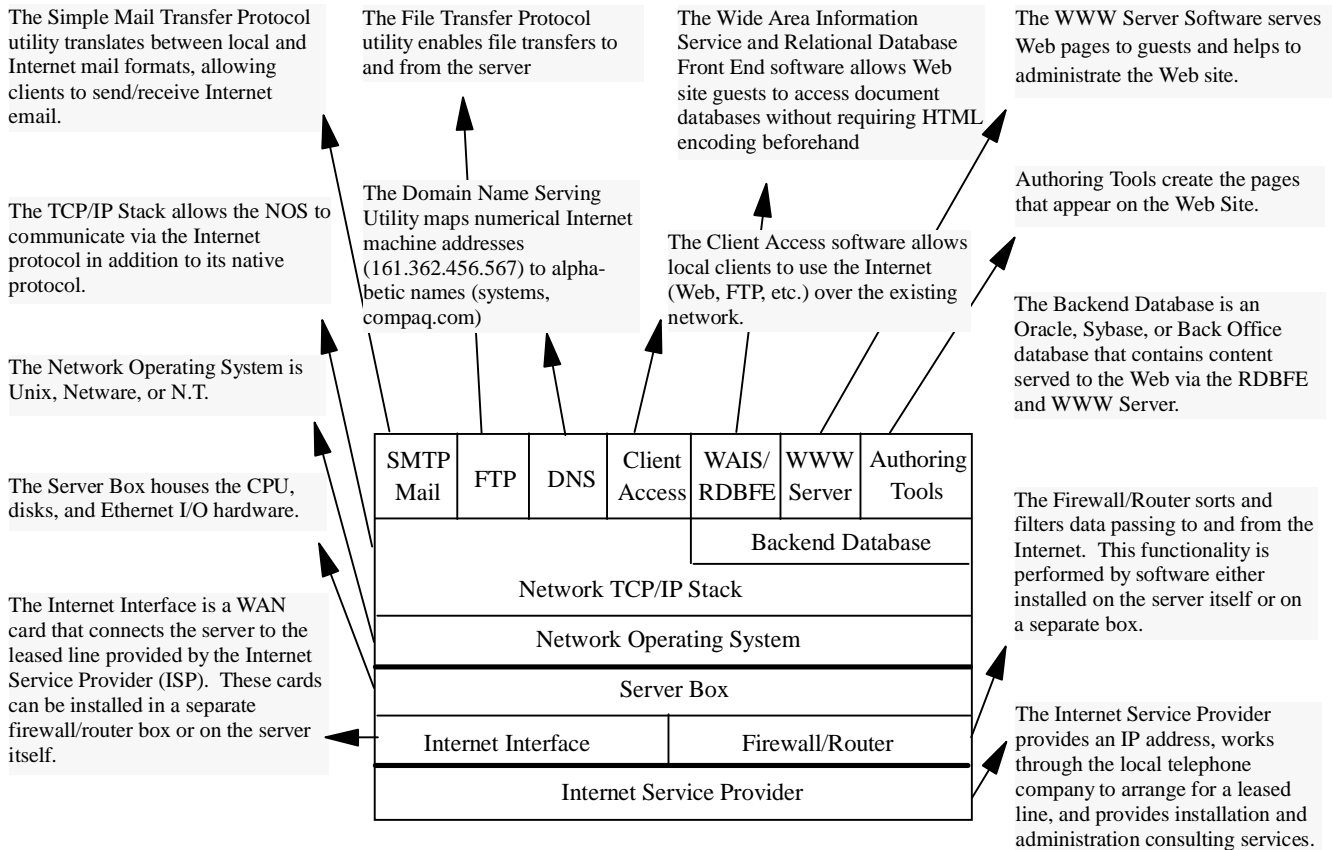 The Simple Mail Transfer Protocol
utility translates between local and
Internet mail formats, allowing
clients to send/receive Internet
email.
The File Transfer Protocol
utility enables file transfers to
and from the server
The Wide Area Information
Service and Relational Database
Front End software allows Web
site guests to access document
databases without requiring HTML
encoding beforehand
The WWW Server Software serves
Web pages to guests and helps to
administrate the Web site.
The TCP/IP Stack allows the NOS to
communicate via the Internet
protocol in addition to its native
protocol.
The Domain Name Serving
Utility maps numerical Internet
machine addresses
(161.362.456.567) to alpha-
betic names (systems,
compaq.com)
The Client Access software allows
local clients to use the Internet
(Web, FTP, etc.) over the existing
network.
Authoring Tools create the pages
that appear on the Web Site.
The Backend Database is an
Oracle, Sybase, or Back Office
database that contains content
served to the Web via the RDBFE
and WWW Server.
The Network Operating System is
Unix, Netware, or N.T.
The Server Box houses the CPU,
disks, and Ethernet I/O hardware.
The Internet Interface is a WAN
card that connects the server to the
leased line provided by the Internet
Service Provider (ISP).  These cards
can be installed in a separate
firewall/router box or on the server
itself.
SMTP
Mail
FTP
DNS
Client
Access
WAIS/
RDBFE
WWW
Server
Authoring
Tools
Backend Database
Network TCP/IP Stack
Network Operating System
Server Box
Internet Interface
Firewall/Router
Internet Service Provider
The Firewall/Router sorts and
filters data passing to and from the
Internet.  This functionality is
performed by software either
installed on the server itself or on
a separate box.
The Internet Service Provider
provides an IP address, works
through the local telephone
company to arrange for a leased
line, and provides installation and
administration consulting services.